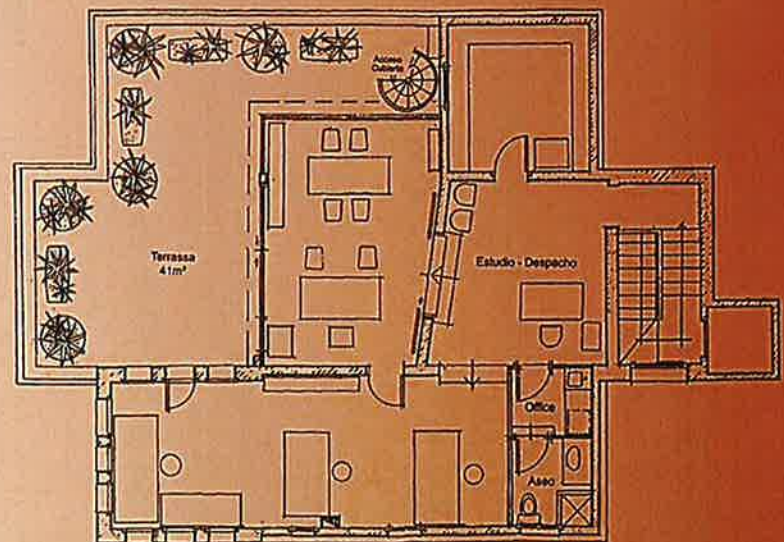 Acceso
Cubierta
Terrassa
41m²
Estudio - Despacho
Office
Aseo